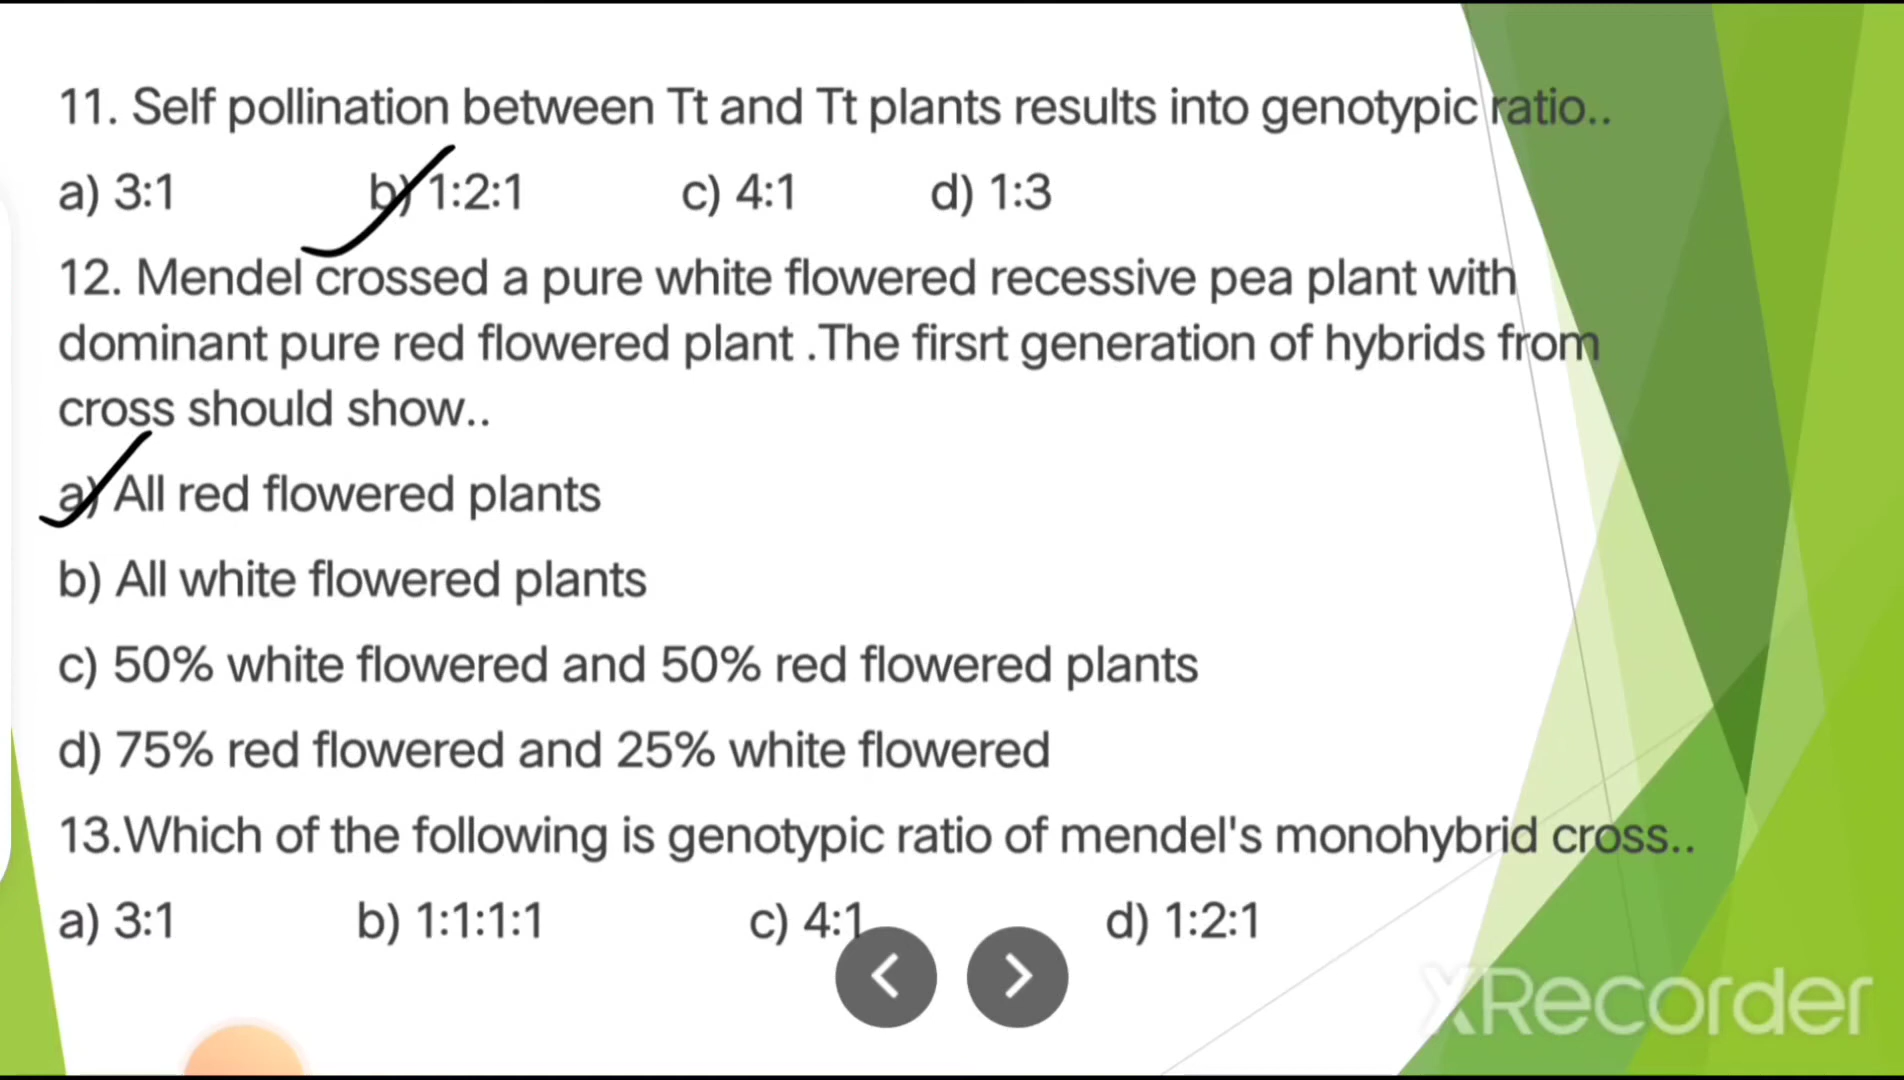 11. Self pollination between Tt and Tt plants results into genotypic ratio..
a) 3:1 b) 1:2:1 c) 4:1 d) 1:3
12. Mendel crossed a pure white flowered recessive pea plant with
dominant pure red flowered plant .The firsrt generation of hybrids from
cross should show..
a) All red flowered plants
b) All white flowered plants
c) 50% white flowered and 50% red flowered plants
d) 75% red flowered and 25% white flowered
13.Which of the following is genotypic ratio of mendel's monohybrid cross..
a) 3:1 b) 1:1:1:1 c) 4:1 d) 1:2:1
XRecorder